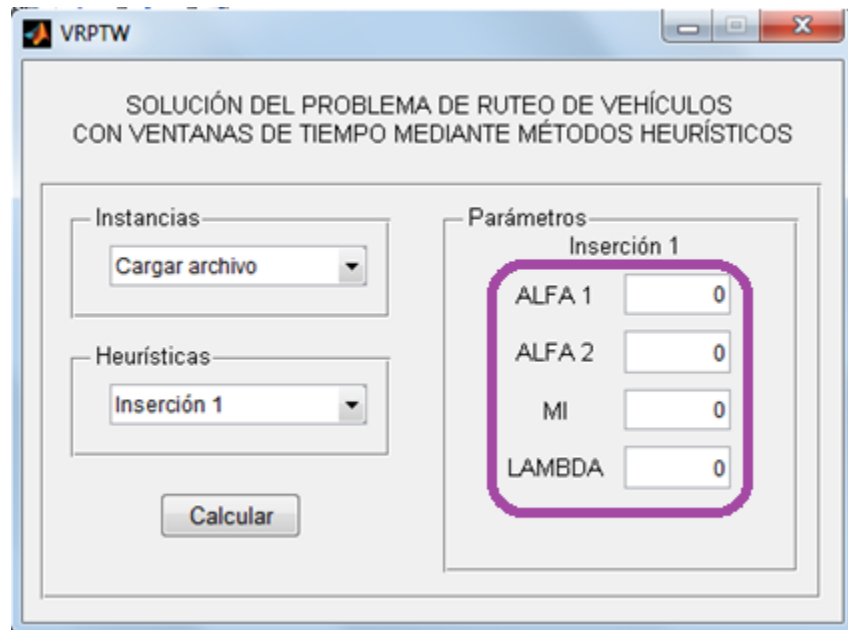 VRPTW
SOLUCIÓN DEL PROBLEMA DE RUTEO DE VEHÍCULOS
CON VENTANAS DE TIEMPO MEDIANTE MÉTODOS HEURÍSTICOS
Instancias
Cargar archivo
Heurísticas
Inserción 1
Calcular
Parámetros
Inserción 1
ALFA 1 0
ALFA 2 0
MI 0
LAMBDA 0